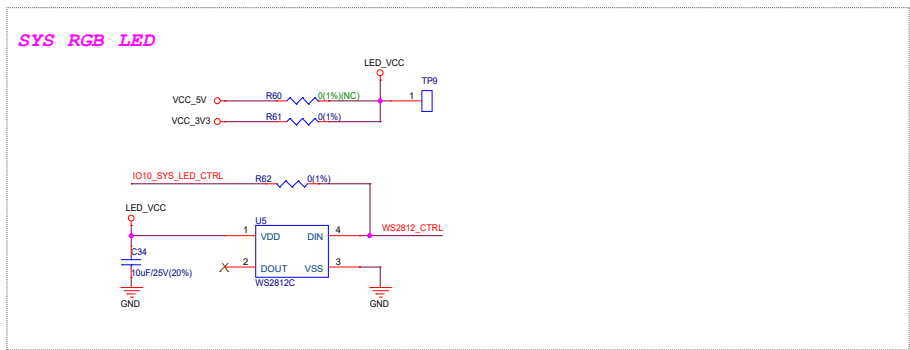 SYS RGB LED
LED_VCC
TP9
VCC_5V R60 0(1%)(NC) 1
VCC_3V3 R61 0(1%)
IO10_SYS_LED_CTRL R62 0(1%)
LED_VCC
U5
WS2812_CTRL
1 VDD DIN 4
C34
2 DOUT VSS 3
10uF/25V(20%)
WS2812C
GND GND